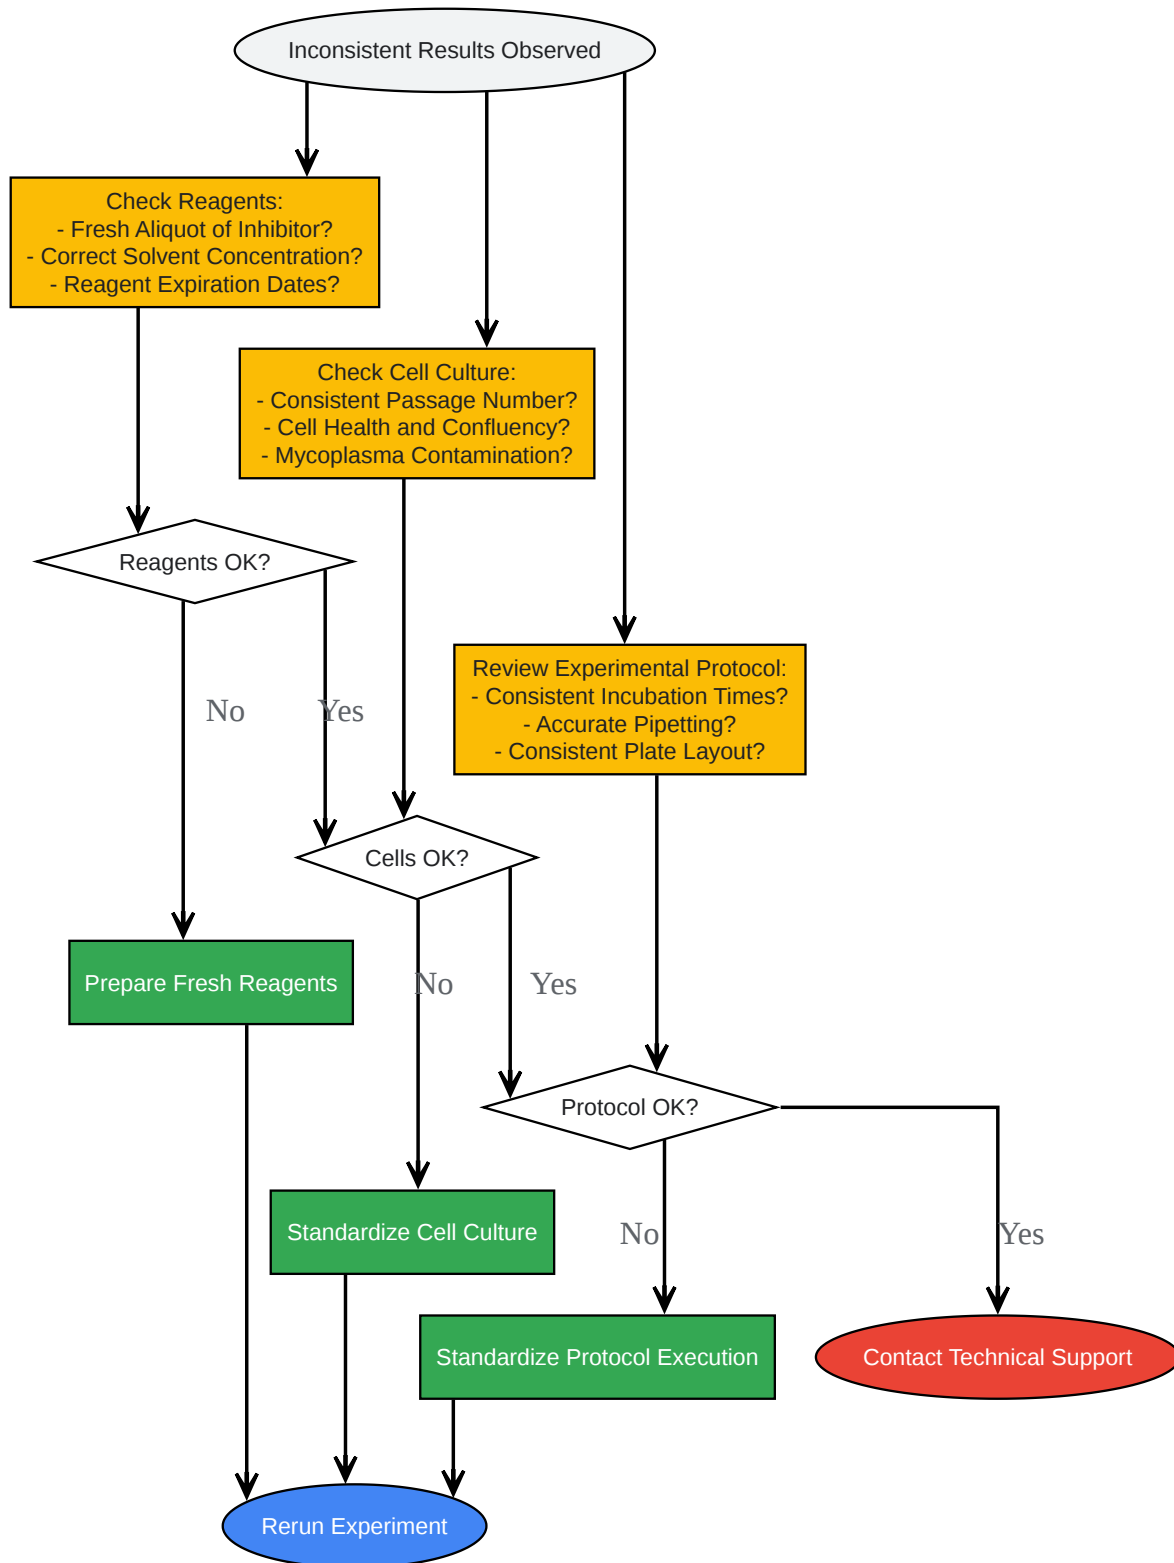 Inconsistent Results Observed
Check Reagents:
- Fresh Aliquot of Inhibitor?
- Correct Solvent Concentration?
- Reagent Expiration Dates?
Check Cell Culture:
- Consistent Passage Number?
- Cell Health and Confluency?
- Mycoplasma Contamination?
Reagents OK?
Review Experimental Protocol:
- Consistent Incubation Times?
- Accurate Pipetting?
- Consistent Plate Layout?
No
Yes
Cells OK?
Prepare Fresh Reagents
No
Yes
Protocol OK?
Standardize Cell Culture
No
Yes
Standardize Protocol Execution
Contact Technical Support
Rerun Experiment